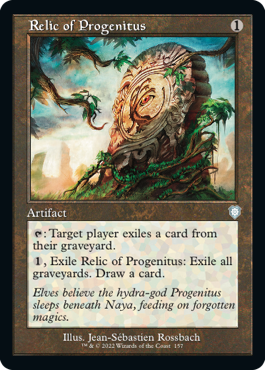 Relic of Progenitus 1
Artifact
: Target player exiles a card from
their graveyard.
1, Exile Relic of Progenitus: Exile all
graveyards. Draw a card.
Elves believe the hydra-god Progenitus
sleeps beneath Naya, feeding on forgotten
magics.
Illus. Jean-Sébastien Rossbach
™ & © 2022 Wizards of the Coast 157